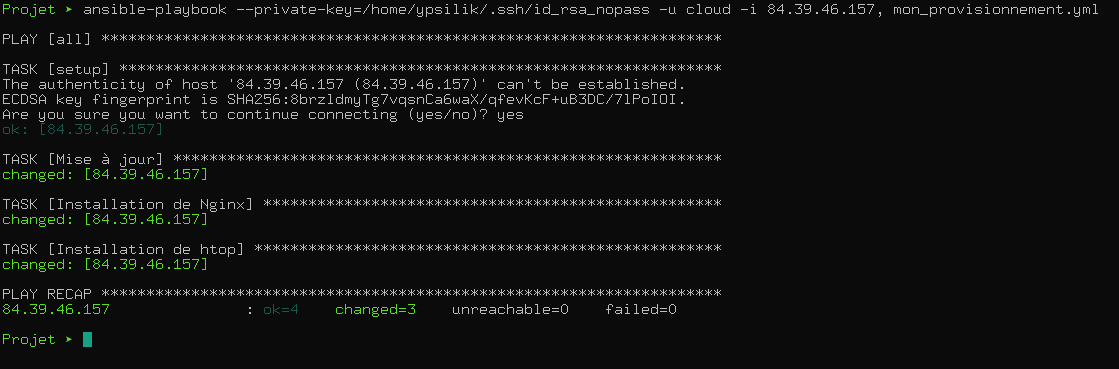 Projet ➤ ansible-playbook --private-key=/home/ypsilik/.ssh/id_rsa_nopass -u cloud -i 84.39.46.157, mon_provisionnement.yml
PLAY [all] *********************************************************************
TASK [setup] *******************************************************************
The authenticity of host '84.39.46.157 (84.39.46.157)' can't be established.
ECDSA key fingerprint is SHA256:8brzldmyTg7vqsnCa6waX/qfevKcF+uB3DC/7lPoIOI.
Are you sure you want to continue connecting (yes/no)? yes
ok: [84.39.46.157]
TASK [Mise à jour] *************************************************************
changed: [84.39.46.157]
TASK [Installation de Nginx] ***************************************************
changed: [84.39.46.157]
TASK [Installation de htop] ****************************************************
changed: [84.39.46.157]
PLAY RECAP *********************************************************************
84.39.46.157               : ok=4    changed=3    unreachable=0    failed=0
Projet ➤